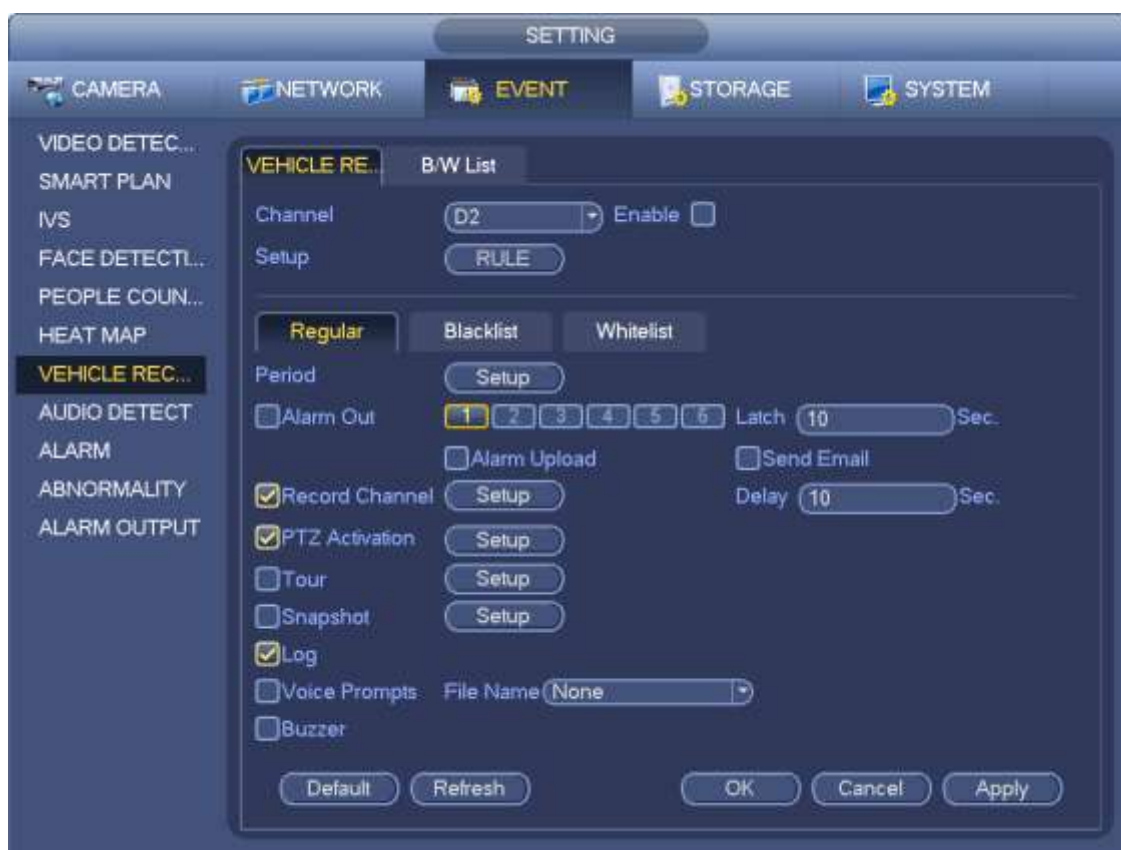 SETTING
CAMERA NETWORK EVENT STORAGE SYSTEM
VIDEO DETEC...
SMART PLAN
IVS
FACE DETECTI...
PEOPLE COUN...
HEAT MAP
VEHICLE REC...
AUDIO DETECT
ALARM
ABNORMALITY
ALARM OUTPUT
VEHICLE RE... B/W List
Channel D2 Enable
Setup RULE
Regular Blacklist Whitelist
Period Setup
Alarm Out 1 2 3 4 5 6 Latch 10 Sec.
Alarm Upload Send Email
Record Channel Setup Delay 10 Sec.
PTZ Activation Setup
Tour Setup
Snapshot Setup
Log
Voice Prompts File Name None
Buzzer
Default Refresh OK Cancel Apply